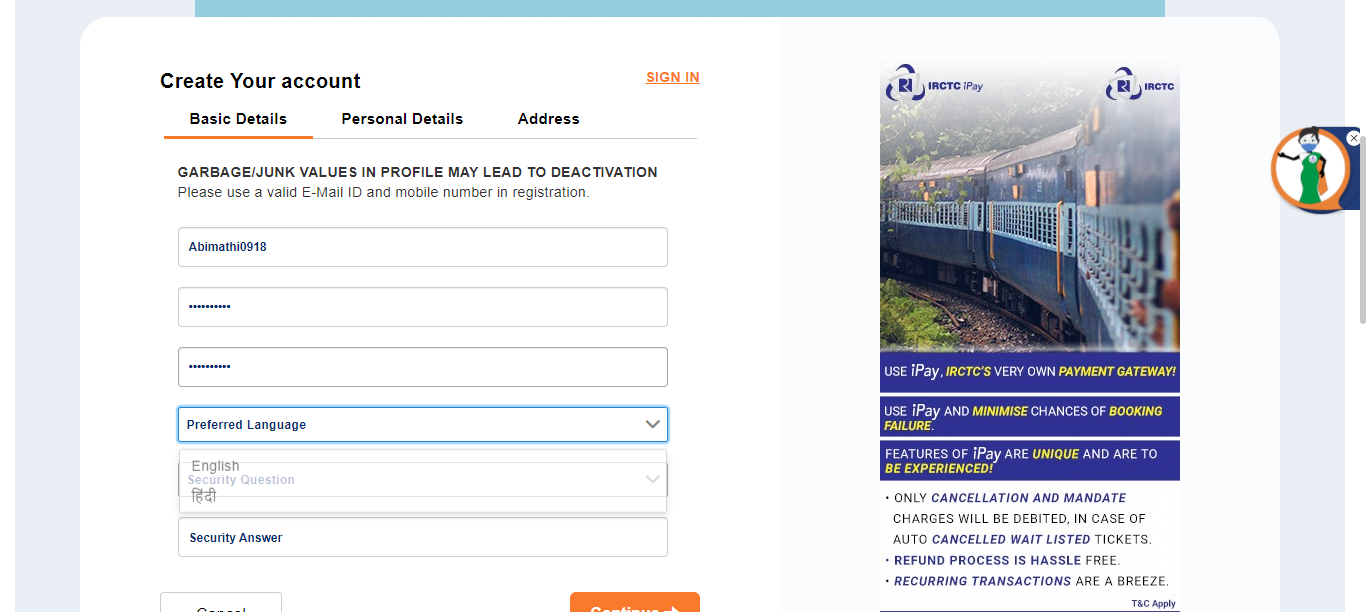 Create Your account
SIGN IN
Basic Details
Personal Details
Address
GARBAGE/JUNK VALUES IN PROFILE MAY LEAD TO DEACTIVATION
Please use a valid E-Mail ID and mobile number in registration.
Abimathi0918
••••••••••
••••••••••
Preferred Language
English
Security Question
हिंदी
Security Answer
Cancel
Continue
IRCTC iPay
IRCTC
USE iPay, IRCTC'S VERY OWN PAYMENT GATEWAY!
USE iPay AND MINIMISE CHANCES OF BOOKING
FAILURE.
FEATURES OF iPay ARE UNIQUE AND ARE TO
BE EXPERIENCED!
• ONLY CANCELLATION AND MANDATE
CHARGES WILL BE DEBITED, IN CASE OF
AUTO CANCELLED WAIT LISTED TICKETS.
• REFUND PROCESS IS HASSLE FREE.
• RECURRING TRANSACTIONS ARE A BREEZE.
T&C Apply